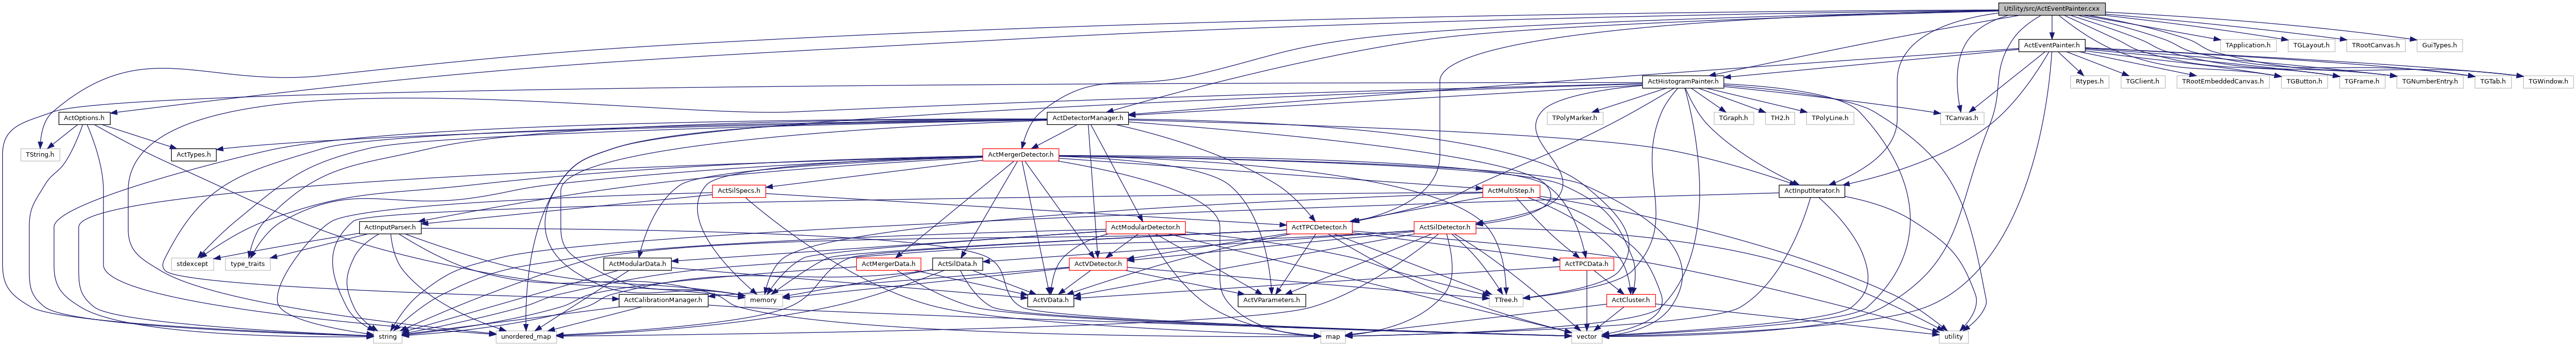 Utility/src/ActEventPainter.cxx
ActEventPainter.h
TApplication.h
TGLayout.h
TRootCanvas.h
GuiTypes.h
ActHistogramPainter.h
Rtypes.h
TGClient.h
TRootEmbeddedCanvas.h
TGButton.h
TGFrame.h
TGNumberEntry.h
TGTab.h
TGWindow.h
ActOptions.h
ActDetectorManager.h
TPolyMarker.h
TGraph.h
TH2.h
TPolyLine.h
TCanvas.h
TString.h
ActTypes.h
ActMergerDetector.h
ActSilSpecs.h
ActMultiStep.h
ActInputIterator.h
ActInputParser.h
ActModularDetector.h
ActTPCDetector.h
ActSilDetector.h
stdexcept
type_traits
ActModularData.h
ActMergerData.h
ActSilData.h
ActVDetector.h
ActTPCData.h
ActCalibrationManager.h
memory
ActVData.h
ActVParameters.h
TTree.h
ActCluster.h
string
unordered_map
map
vector
utility